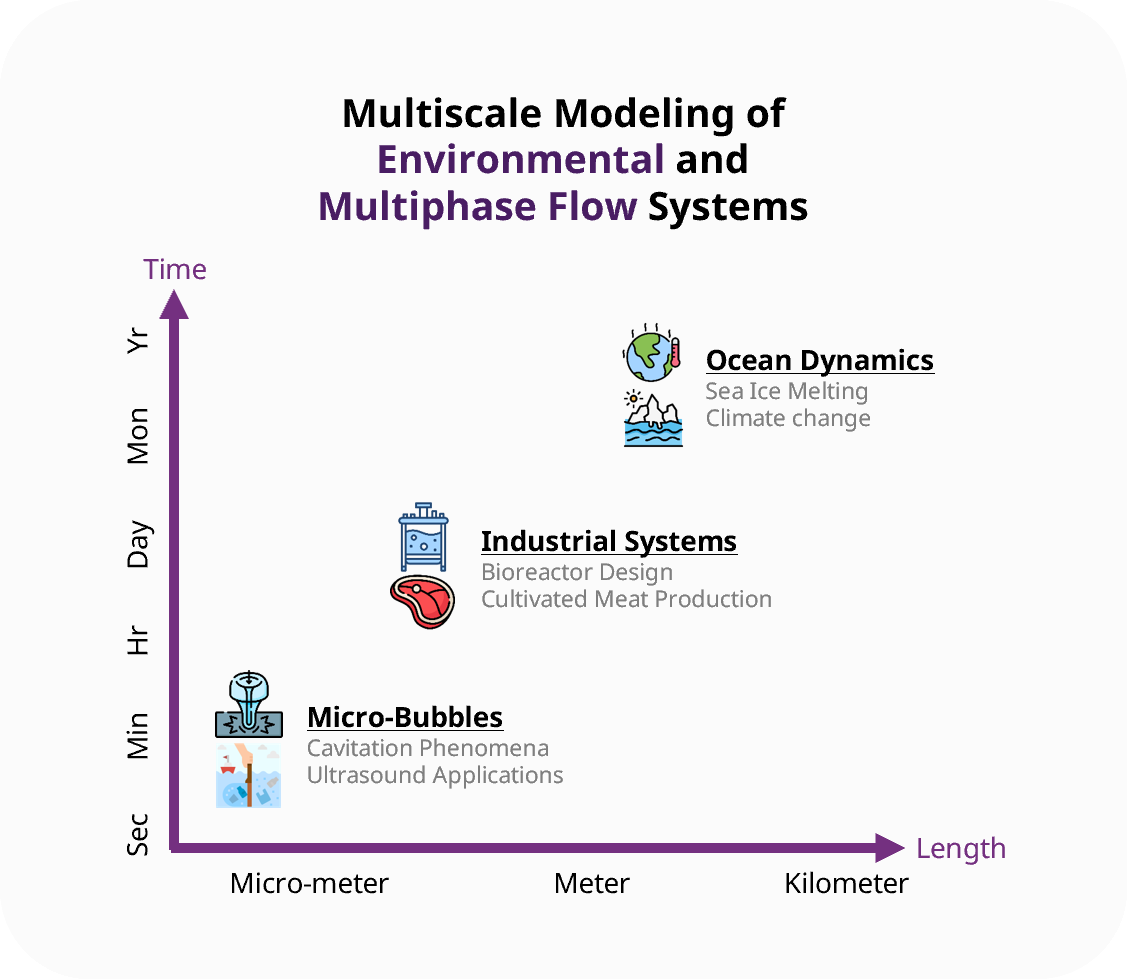 Multiscale Modeling of
Environmental and
Multiphase Flow Systems
Time
Yr
Mon
Day
Hr
Min
Sec
Ocean Dynamics
Sea Ice Melting
Climate change
Industrial Systems
Bioreactor Design
Cultivated Meat Production
Micro-Bubbles
Cavitation Phenomena
Ultrasound Applications
Length
Micro-meter
Meter
Kilometer